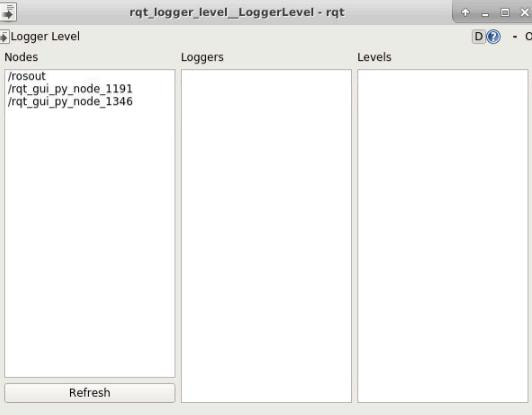 rqt_logger_level__LoggerLevel - rqt
Logger Level
D ? - O
Nodes
Loggers
Levels
/rosout
/rqt_gui_py_node_1191
/rqt_gui_py_node_1346
Refresh